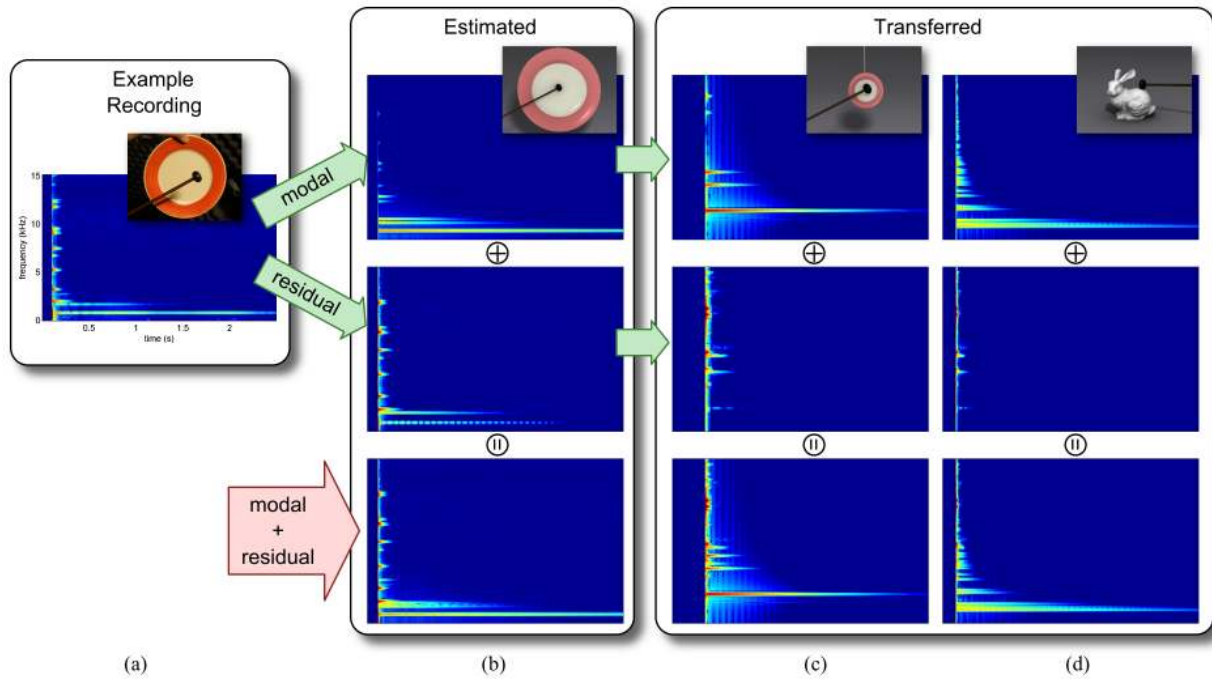 Example
Recording
Estimated
Transferred
frequency (kHz)
15
10
5
0
0.5
1
1.5
2
time (s)
modal
residual
modal
+
residual
(a)
(b)
(c)
(d)